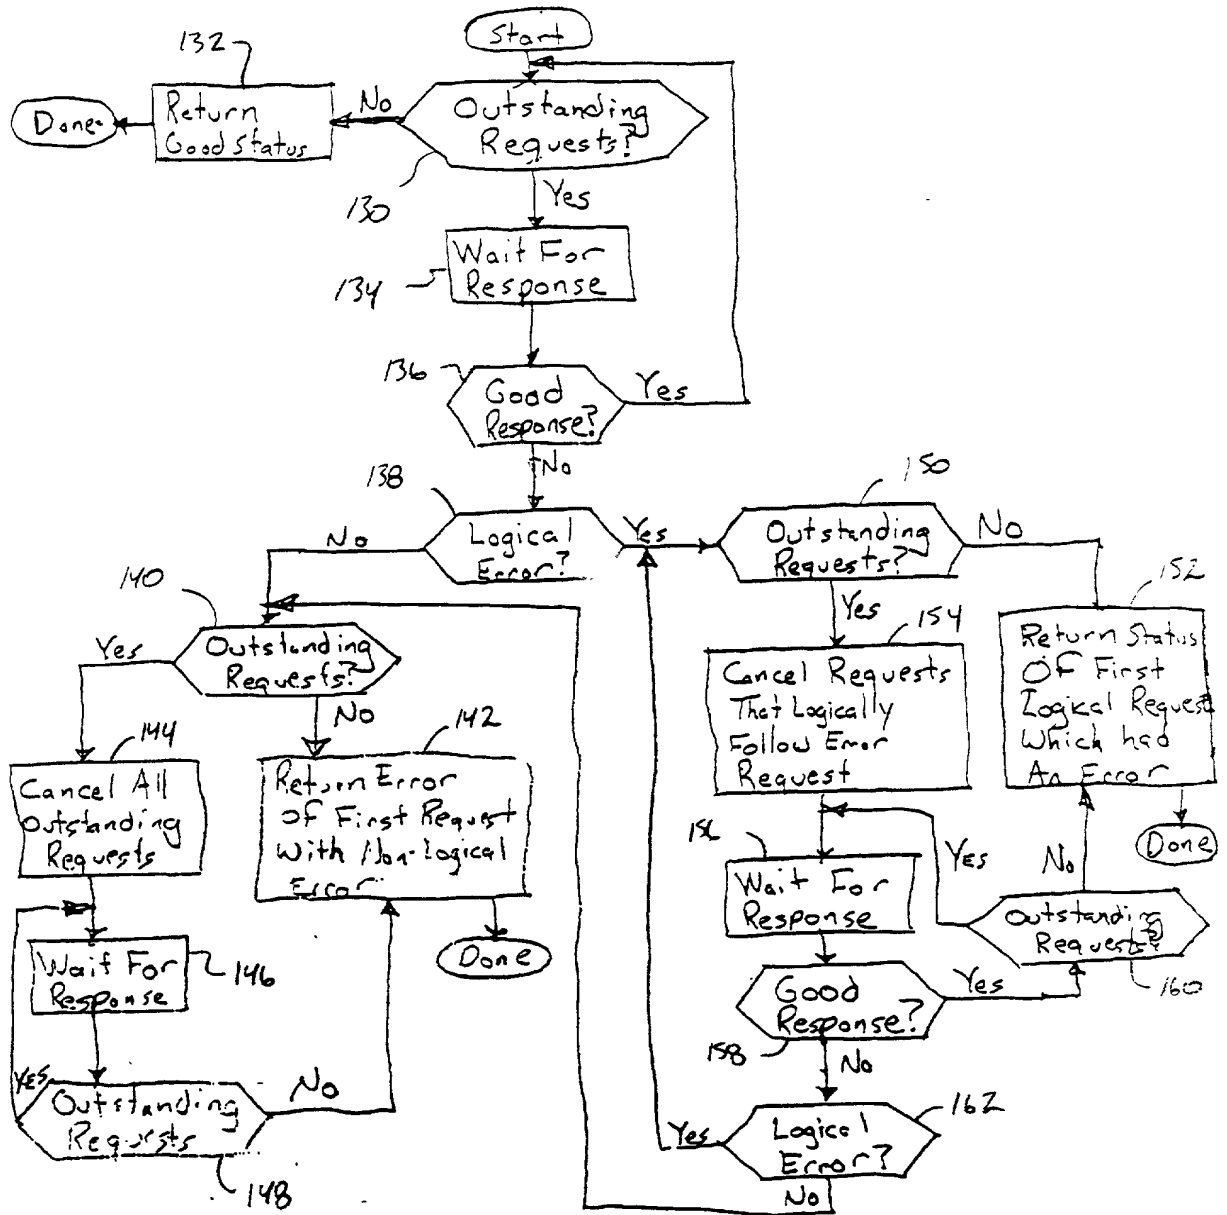 Start
132
Done
Return
Good Status
No
Outstanding
Requests?
130
Yes
Wait For
Response
134
136
Good
Response?
Yes
No
138
Logical
Error?
No
Yes
150
Outstanding
Requests?
No
140
Outstanding
Requests?
Yes
No
Yes
154
152
Cancel Requests
That Logically
Follow Error
Request
Return Status
Of First
Logical Request
Which had
An Error
Done
144
Cancel All
Outstanding
Requests
142
Return Error
Of First Request
With Non-Logical
Error
Done
156
Wait For
Response
Yes
No
Outstanding
Requests?
160
Wait For
Response
146
Good
Response?
158
Yes
No
Yes
Outstanding
Requests
No
148
Logical
Error?
162
Yes
No